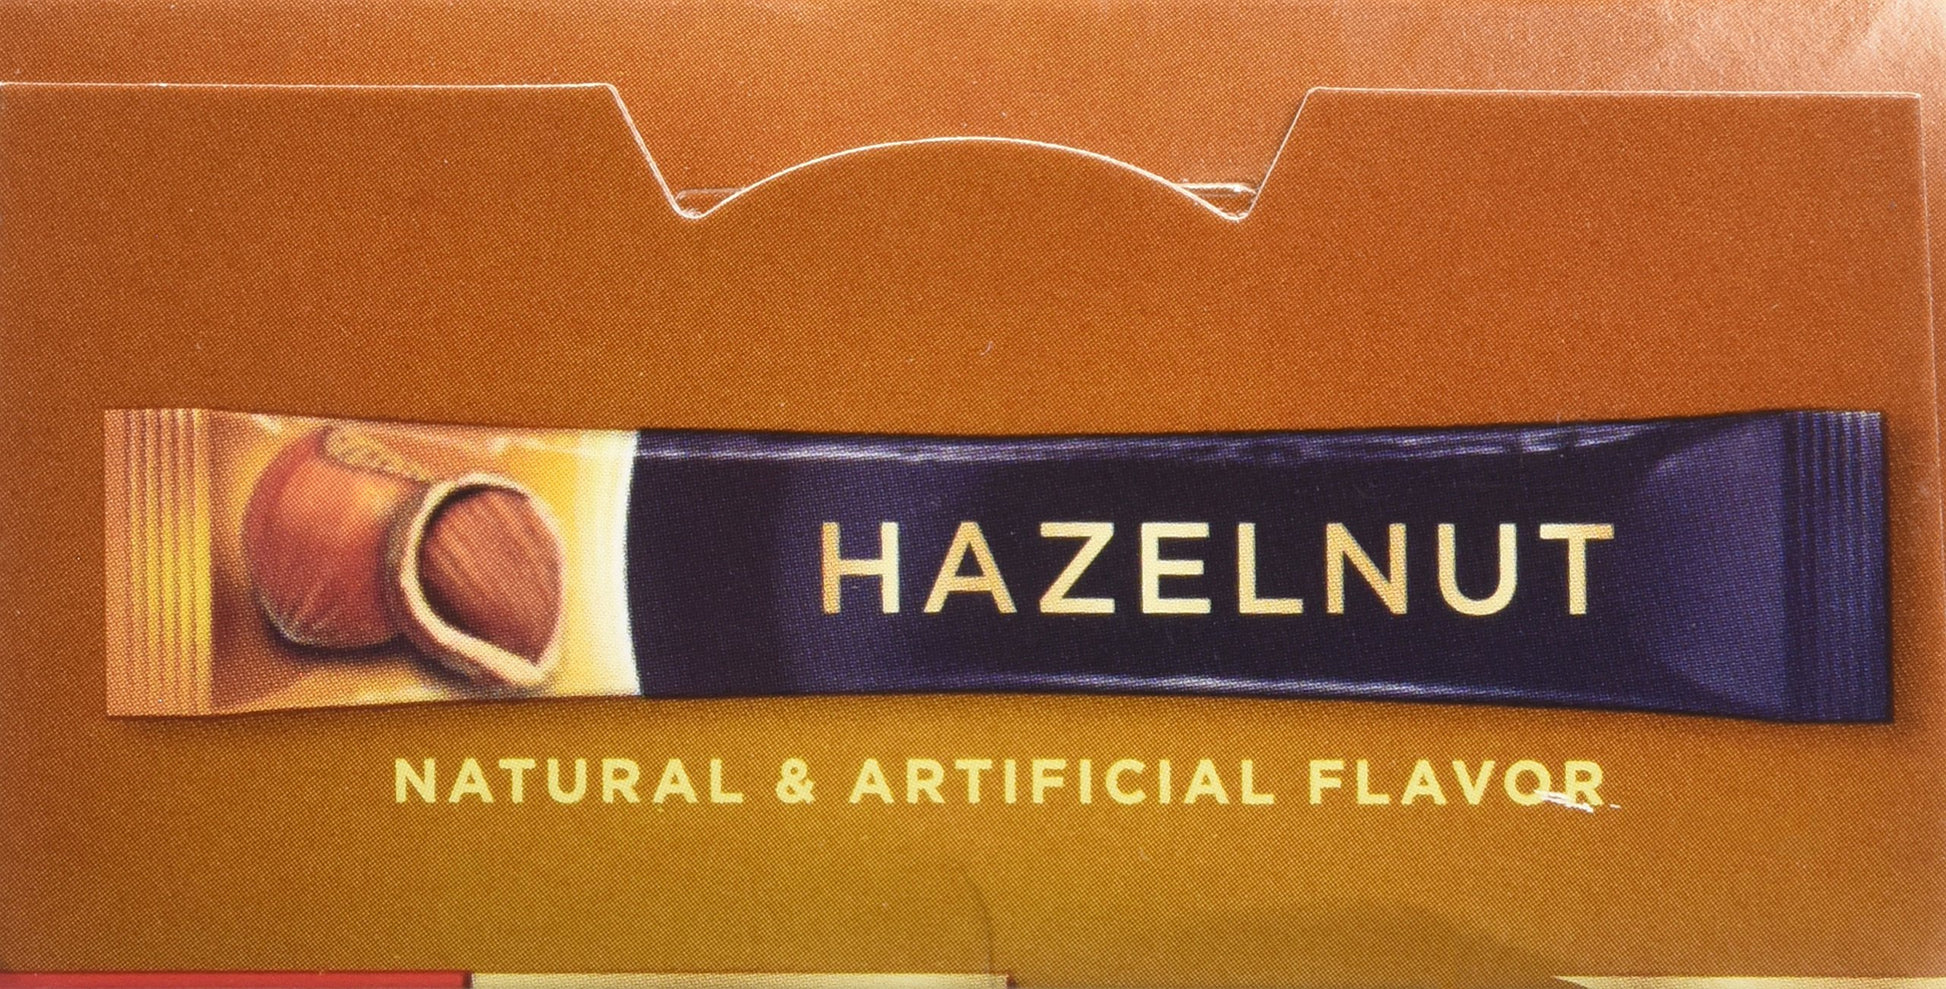 HAZELNUT
NATURAL & ARTIFICIAL FLAVOR